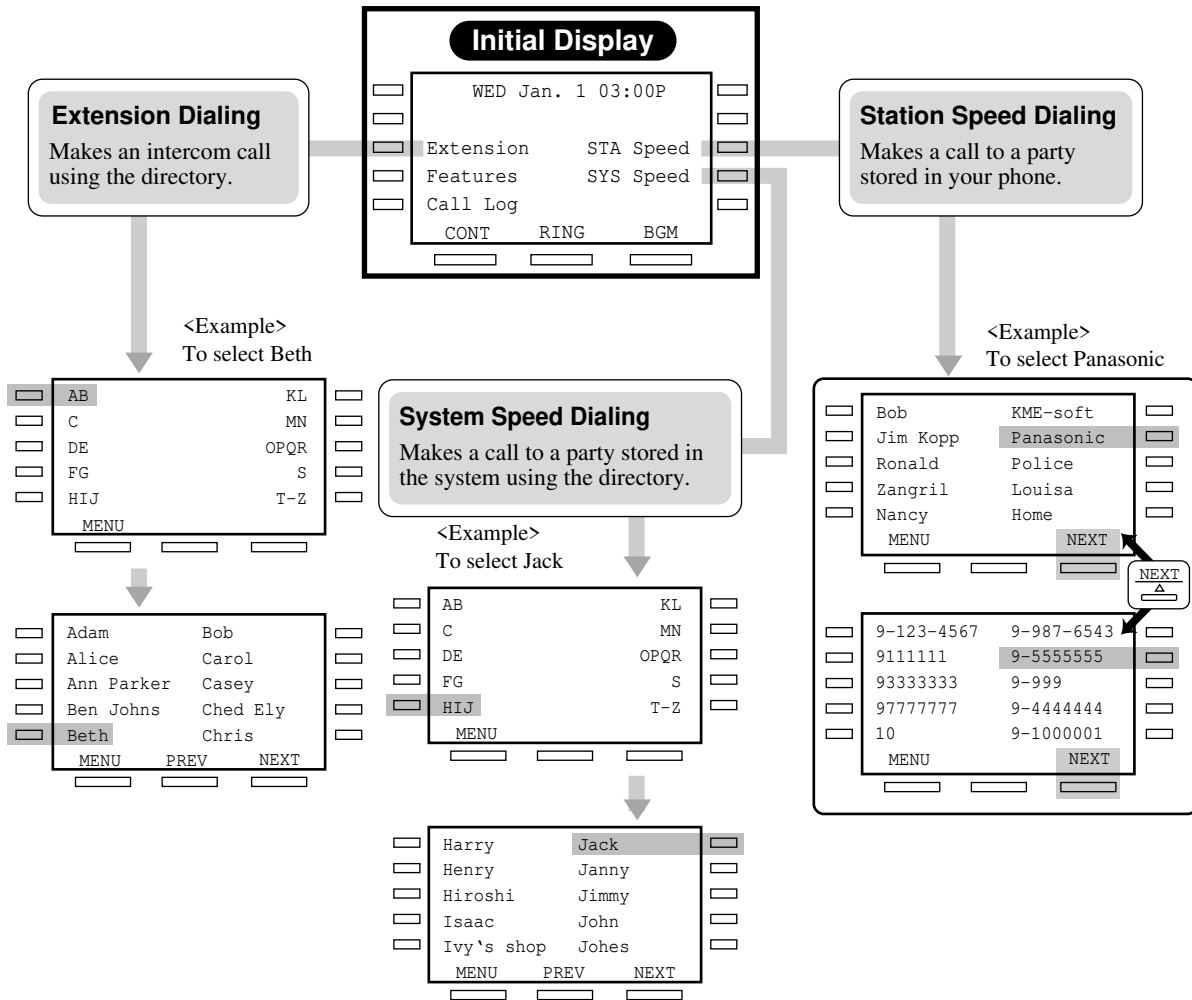 Initial Display
WED Jan. 1 03:00P
Extension STA Speed
Features SYS Speed
Call Log
CONT RING BGM
Extension Dialing
Makes an intercom call
using the directory.
Station Speed Dialing
Makes a call to a party
stored in your phone.
<Example>
To select Beth
AB KL
C MN
DE OPQR
FG S
HIJ T-Z
MENU
Adam Bob
Alice Carol
Ann Parker Casey
Ben Johns Ched Ely
Beth Chris
MENU PREV NEXT
System Speed Dialing
Makes a call to a party stored in
the system using the directory.
<Example>
To select Jack
AB KL
C MN
DE OPQR
FG S
HIJ T-Z
MENU
Harry Jack
Henry Janny
Hiroshi Jimmy
Isaac John
Ivy‘s shop Johes
MENU PREV NEXT
<Example>
To select Panasonic
Bob KME-soft
Jim Kopp Panasonic
Ronald Police
Zangril Louisa
Nancy Home
MENU NEXT
NEXT
9-123-4567 9-987-6543
9111111 9-5555555
93333333 9-999
97777777 9-4444444
10 9-1000001
MENU NEXT